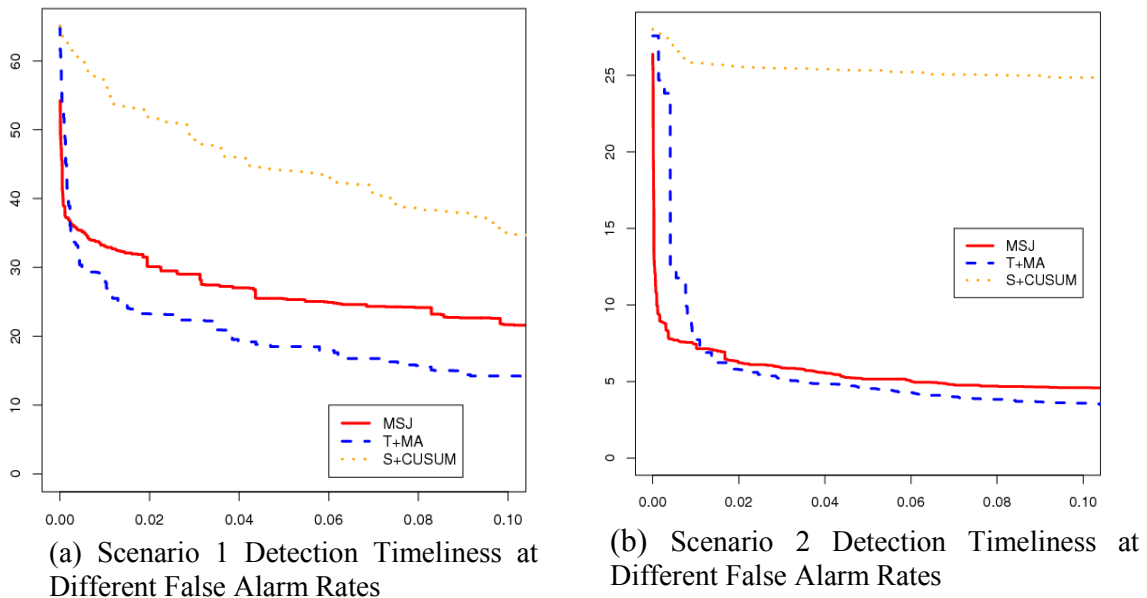 60
50
40
30
20
10
0
0.00 0.02 0.04 0.06 0.08 0.10
MSJ
T+MA
S+CUSUM
(a) Scenario 1 Detection Timeliness at
Different False Alarm Rates
25
20
15
10
5
0
0.00 0.02 0.04 0.06 0.08 0.10
MSJ
T+MA
S+CUSUM
(b) Scenario 2 Detection Timeliness at
Different False Alarm Rates